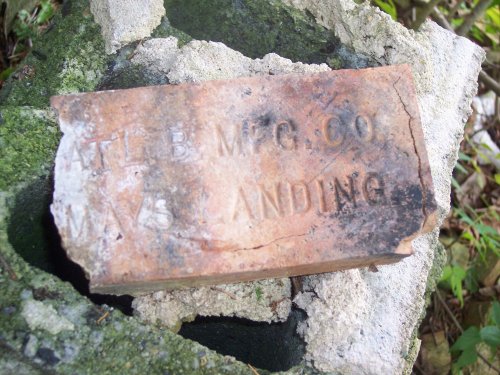 ATL. B. MFG. CO.
MAYS LANDING